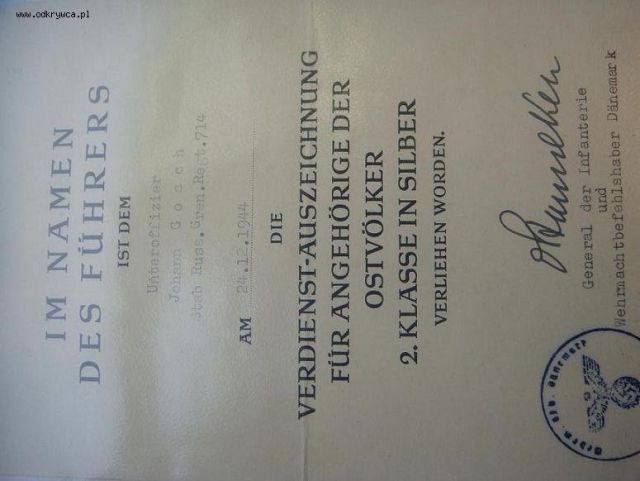 www.odkrywca.pl
IM NAMEN
DES FÜHRERS
IST DEM
Unteroffizier
Johann G o s c h
Stab Russ.Gren.Regt.714
AM 24.12.1944
DIE
VERDIENST-AUSZEICHNUNG
FÜR ANGEHÖRIGE DER
OSTVÖLKER
2. KLASSE IN SILBER
VERLIEHEN WORDEN.
General der Infanterie
und
Wehrmachtbefehlshaber Dänemark
Dänemark